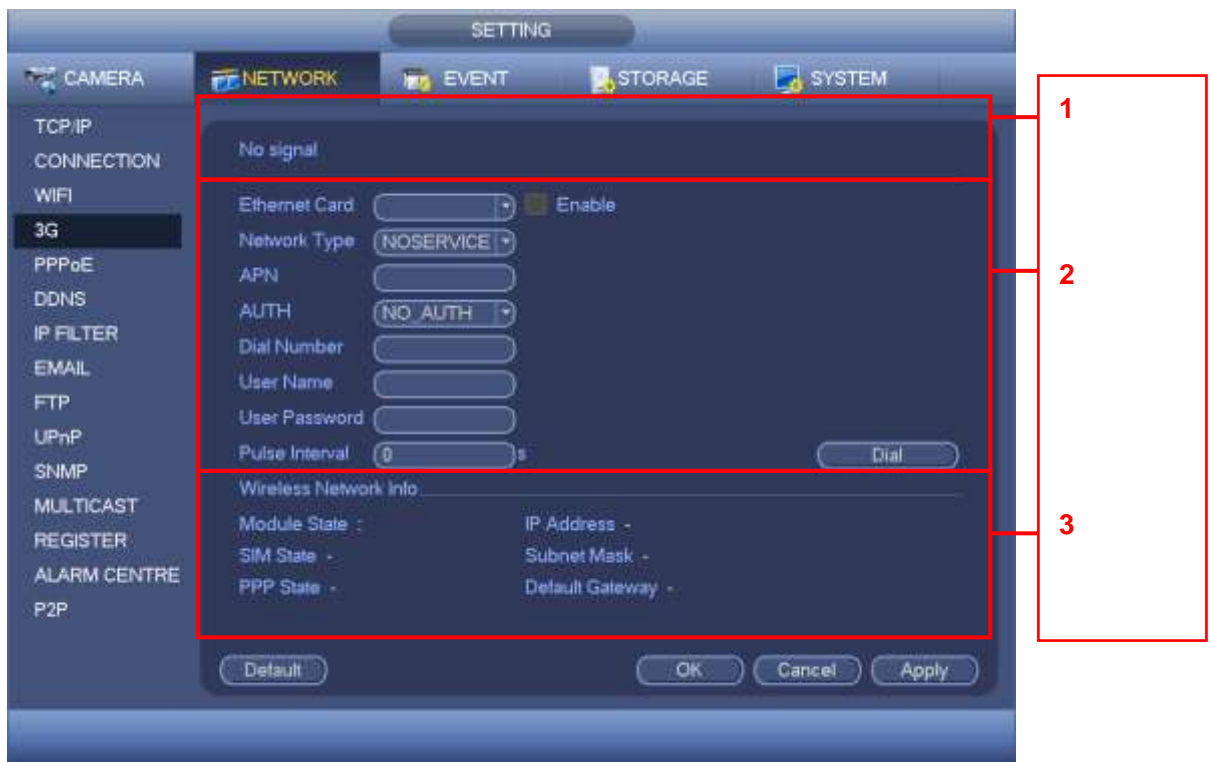 SETTING
CAMERA NETWORK EVENT STORAGE SYSTEM
TCP/IP
CONNECTION
WIFI
3G
PPPoE
DDNS
IP FILTER
EMAIL
FTP
UPnP
SNMP
MULTICAST
REGISTER
ALARM CENTRE
P2P
No signal
Ethernet Card Enable
Network Type NOSERVICE
APN
AUTH NO_AUTH
Dial Number
User Name
User Password
Pulse Interval 0 s Dial
Wireless Network Info
Module State : IP Address -
SIM State - Subnet Mask -
PPP State - Default Gateway -
Default OK Cancel Apply
1
2
3